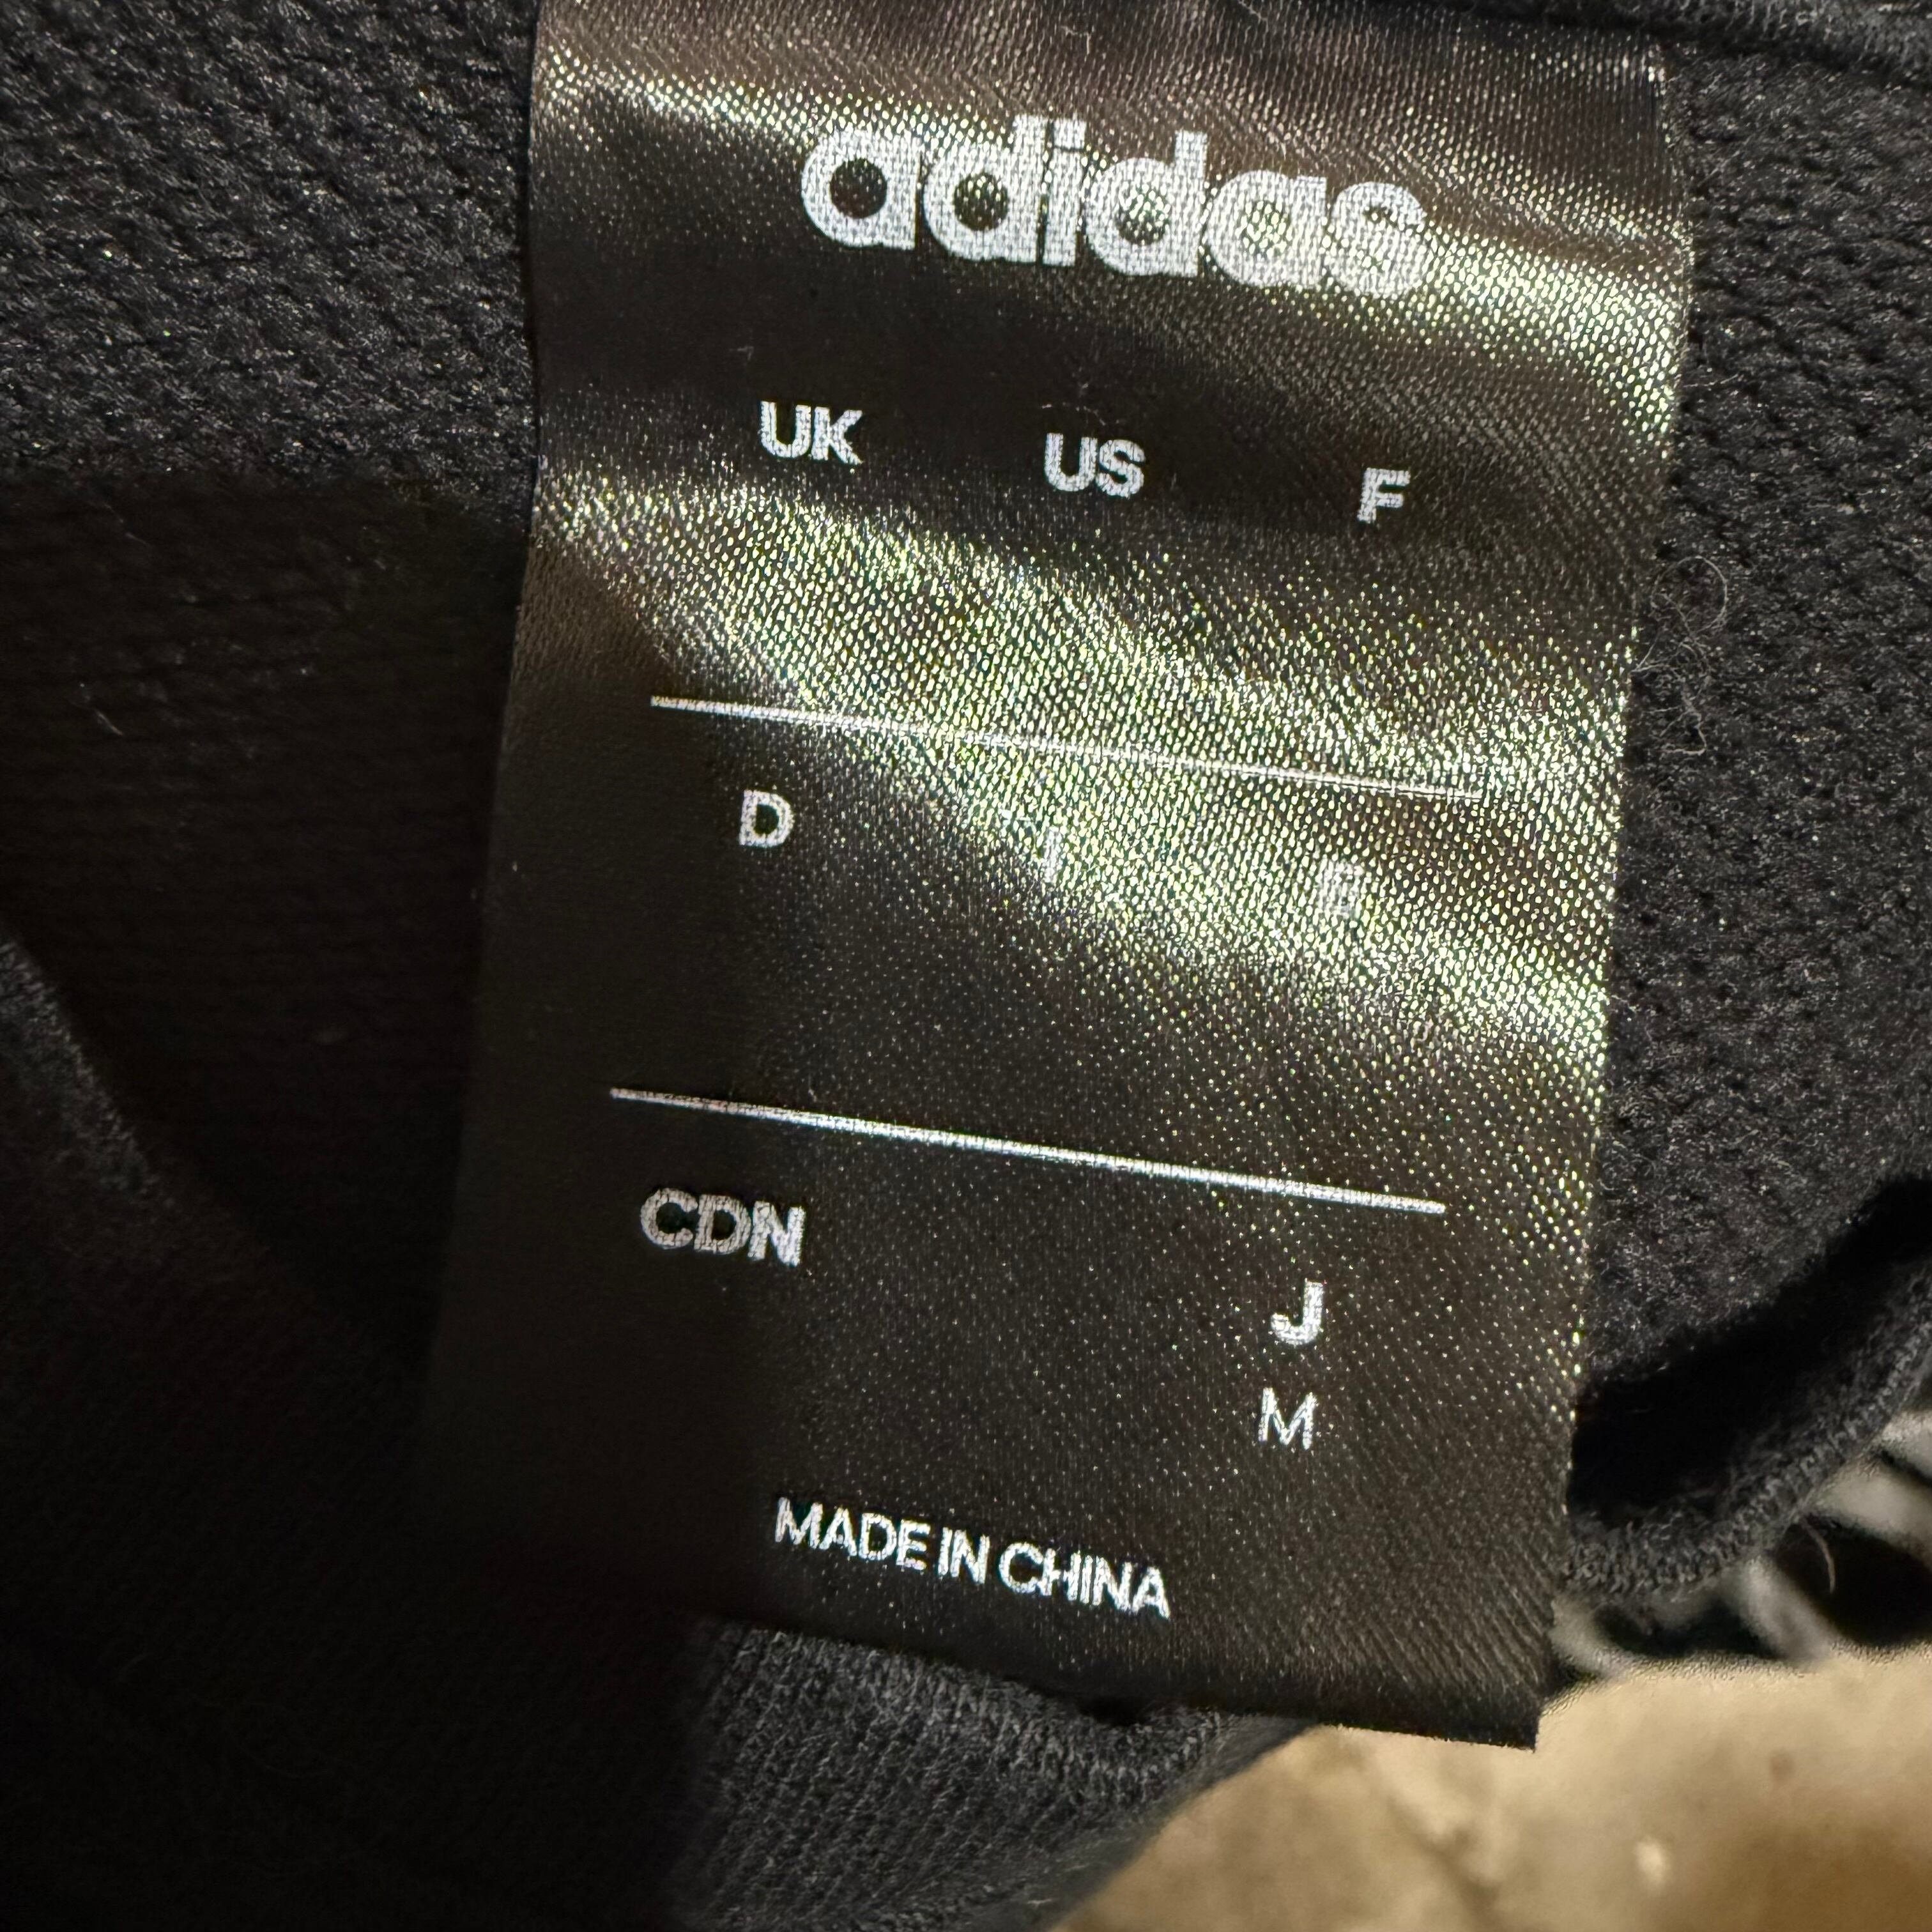 adidas
UK US F
D I E
CDN J
M
MADE IN CHINA